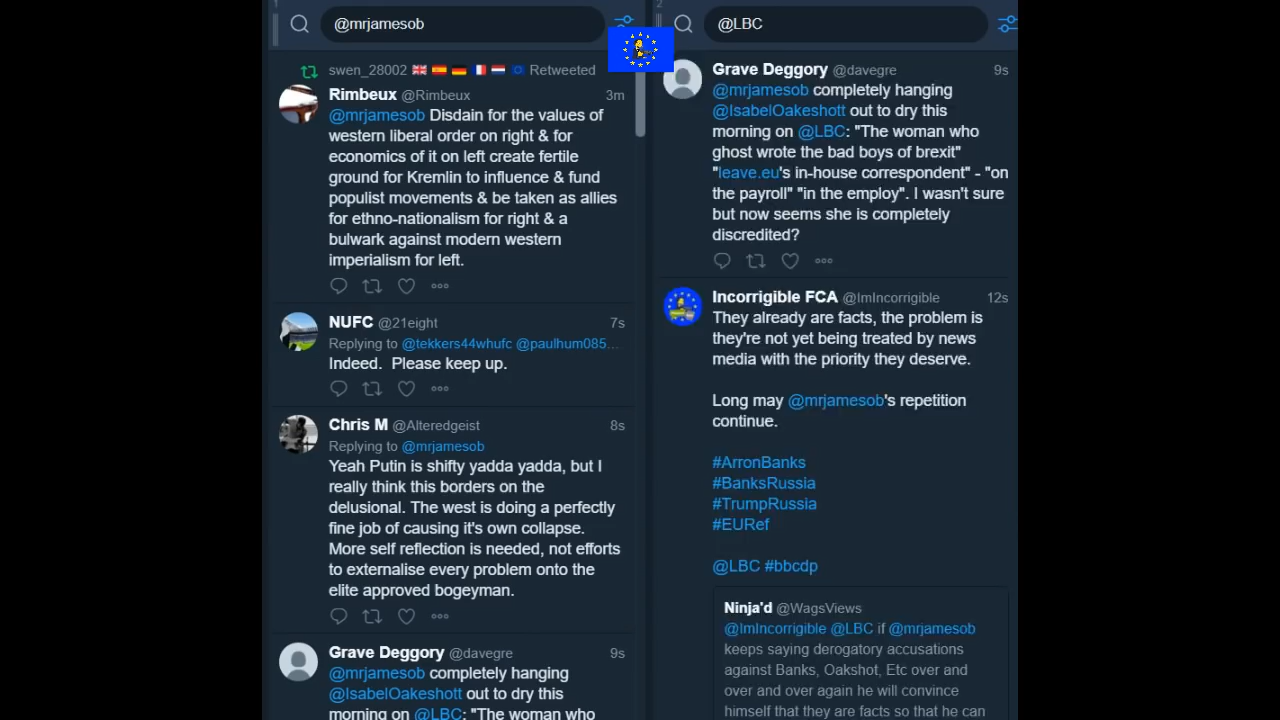 1
@mrjamesob
swen_28002 🇬🇧 🇪🇸 🇩🇪 🇫🇷 🇳🇱 🇪🇺 Retweeted
Rimbeux @Rimbeux 3m
@mrjamesob Disdain for the values of
western liberal order on right & for
economics of it on left create fertile
ground for Kremlin to influence & fund
populist movements & be taken as allies
for ethno-nationalism for right & a
bulwark against modern western
imperialism for left.
NUFC @21eight 7s
Replying to @tekkers44whufc @paulhum085...
Indeed.  Please keep up.
Chris M @Alteredgeist 8s
Replying to @mrjamesob
Yeah Putin is shifty yadda yadda, but I
really think this borders on the
delusional. The west is doing a perfectly
fine job of causing it's own collapse.
More self reflection is needed, not efforts
to externalise every problem onto the
elite approved bogeyman.
Grave Deggory @davegre 9s
@mrjamesob completely hanging
@IsabelOakeshott out to dry this
morning on @LBC: "The woman who
2
@LBC
Grave Deggory @davegre 9s
@mrjamesob completely hanging
@IsabelOakeshott out to dry this
morning on @LBC: "The woman who
ghost wrote the bad boys of brexit"
"leave.eu's in-house correspondent" - "on
the payroll" "in the employ". I wasn't sure
but now seems she is completely
discredited?
Incorrigible FCA @ImIncorrigible 12s
They already are facts, the problem is
they're not yet being treated by news
media with the priority they deserve.
Long may @mrjamesob's repetition
continue.
#ArronBanks
#BanksRussia
#TrumpRussia
#EURef
@LBC #bbcdp
Ninja'd @WagsViews
@ImIncorrigible @LBC if @mrjamesob
keeps saying derogatory accusations
against Banks, Oakshot, Etc over and
over and over again he will convince
himself that they are facts so that he can